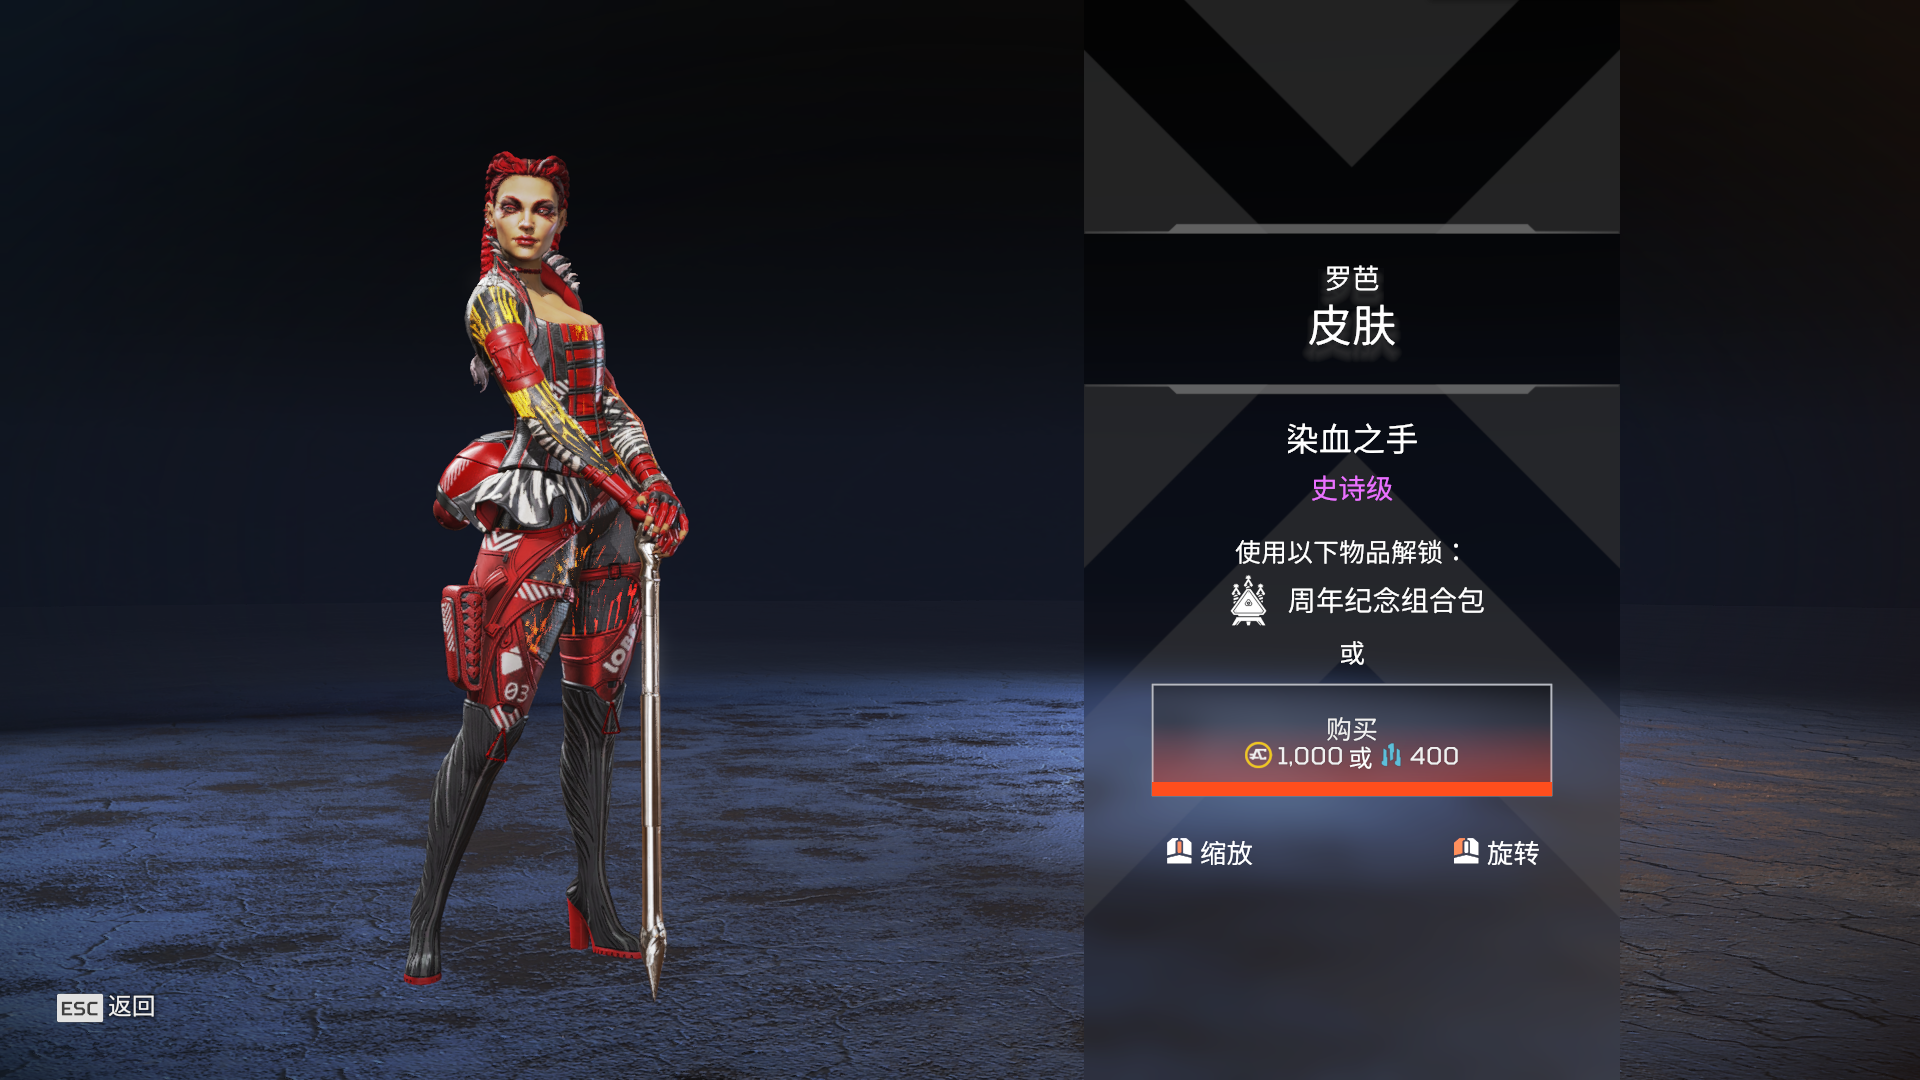 罗芭
皮肤
染血之手
史诗级
使用以下物品解锁：
周年纪念组合包
或
购买
1,000 或 400
缩放 旋转
LOBA
03
ESC 返回